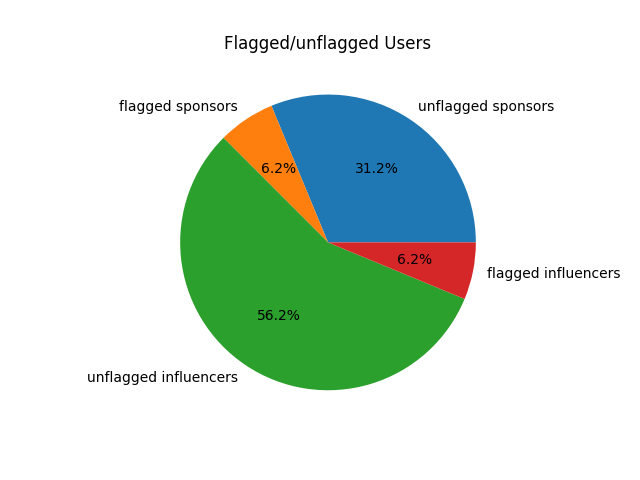 Flagged/unflagged Users
flagged sponsors
unflagged sponsors
6.2%
31.2%
6.2%
flagged influencers
56.2%
unflagged influencers